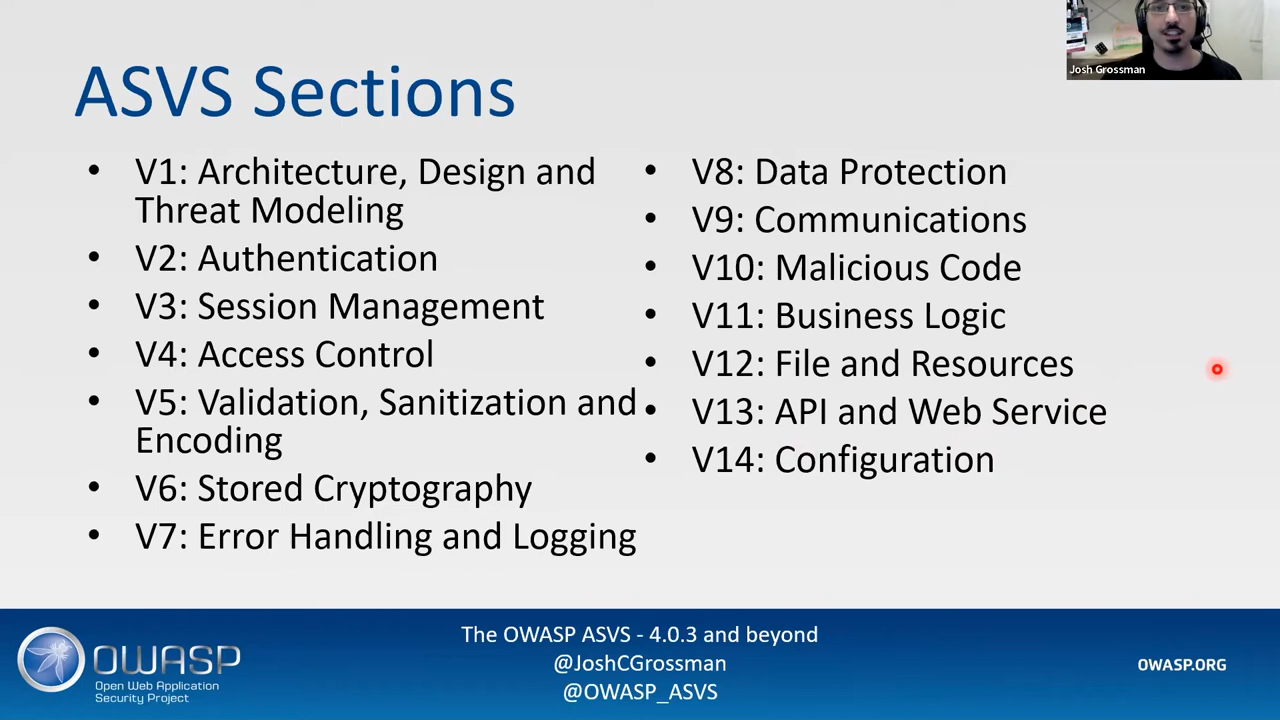 Josh Grossman
ASVS Sections
• V1: Architecture, Design and
Threat Modeling
• V2: Authentication
• V3: Session Management
• V4: Access Control
• V5: Validation, Sanitization and
Encoding
• V6: Stored Cryptography
• V7: Error Handling and Logging
• V8: Data Protection
• V9: Communications
• V10: Malicious Code
• V11: Business Logic
• V12: File and Resources
• V13: API and Web Service
• V14: Configuration
OWASP
Open Web Application
Security Project
The OWASP ASVS - 4.0.3 and beyond
@JoshCGrossman
@OWASP_ASVS
OWASP.ORG